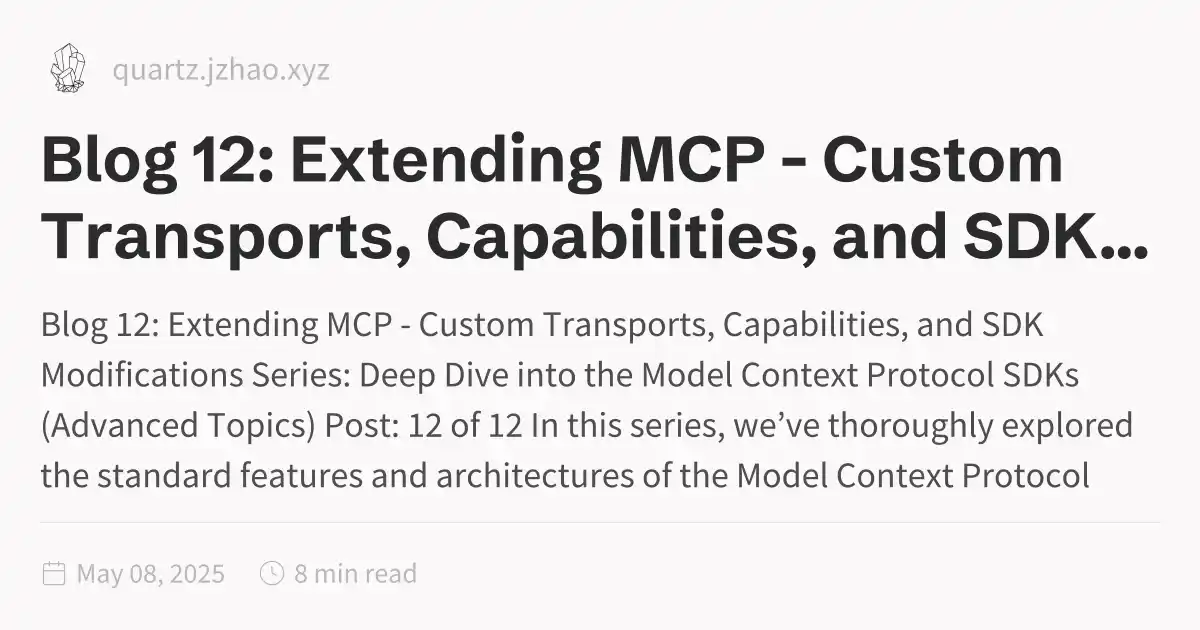 quartz.jzhao.xyz
Blog 12: Extending MCP - Custom
Transports, Capabilities, and SDK...
Blog 12: Extending MCP - Custom Transports, Capabilities, and SDK
Modifications Series: Deep Dive into the Model Context Protocol SDKs
(Advanced Topics) Post: 12 of 12 In this series, we’ve thoroughly explored
the standard features and architectures of the Model Context Protocol
May 08, 2025 8 min read